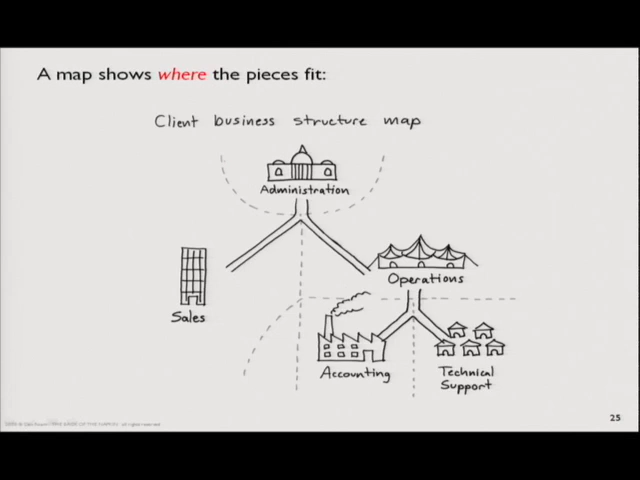 A map shows where the pieces fit:
Client business structure map
Administration
Operations
Sales
Accounting
Technical
Support
25